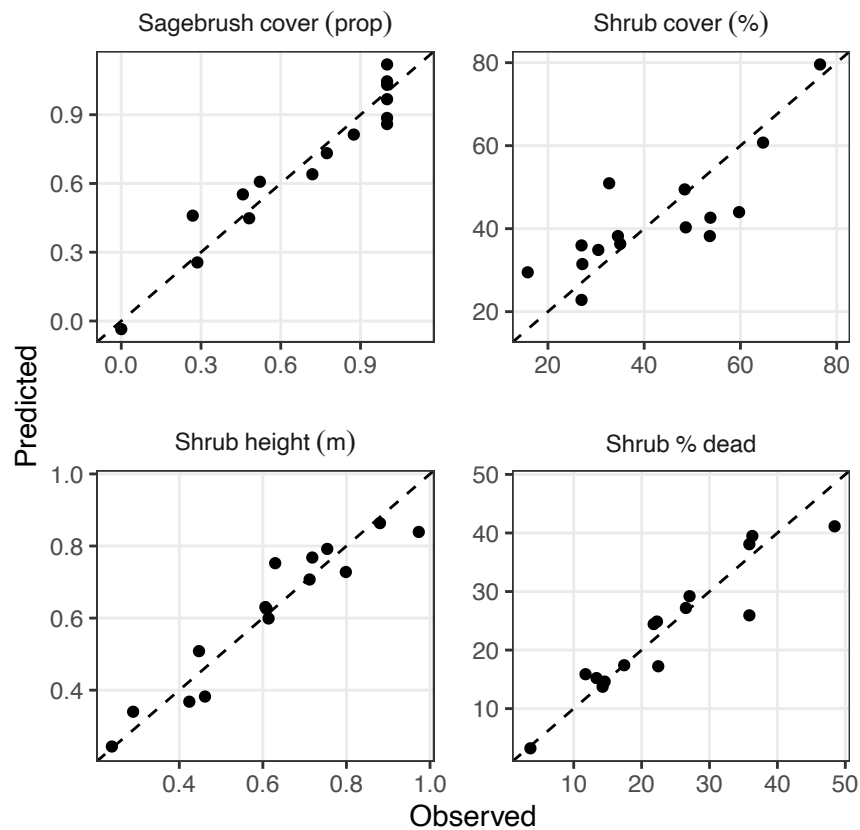 Sagebrush cover (prop)
Shrub cover (%)
0.9
0.6
0.3
0.0
0.0 0.3 0.6 0.9
80
60
40
20
20 40 60 80
Predicted
Shrub height (m)
Shrub % dead
1.0
0.8
0.6
0.4
0.4 0.6 0.8 1.0
50
40
30
20
10
10 20 30 40 50
Observed